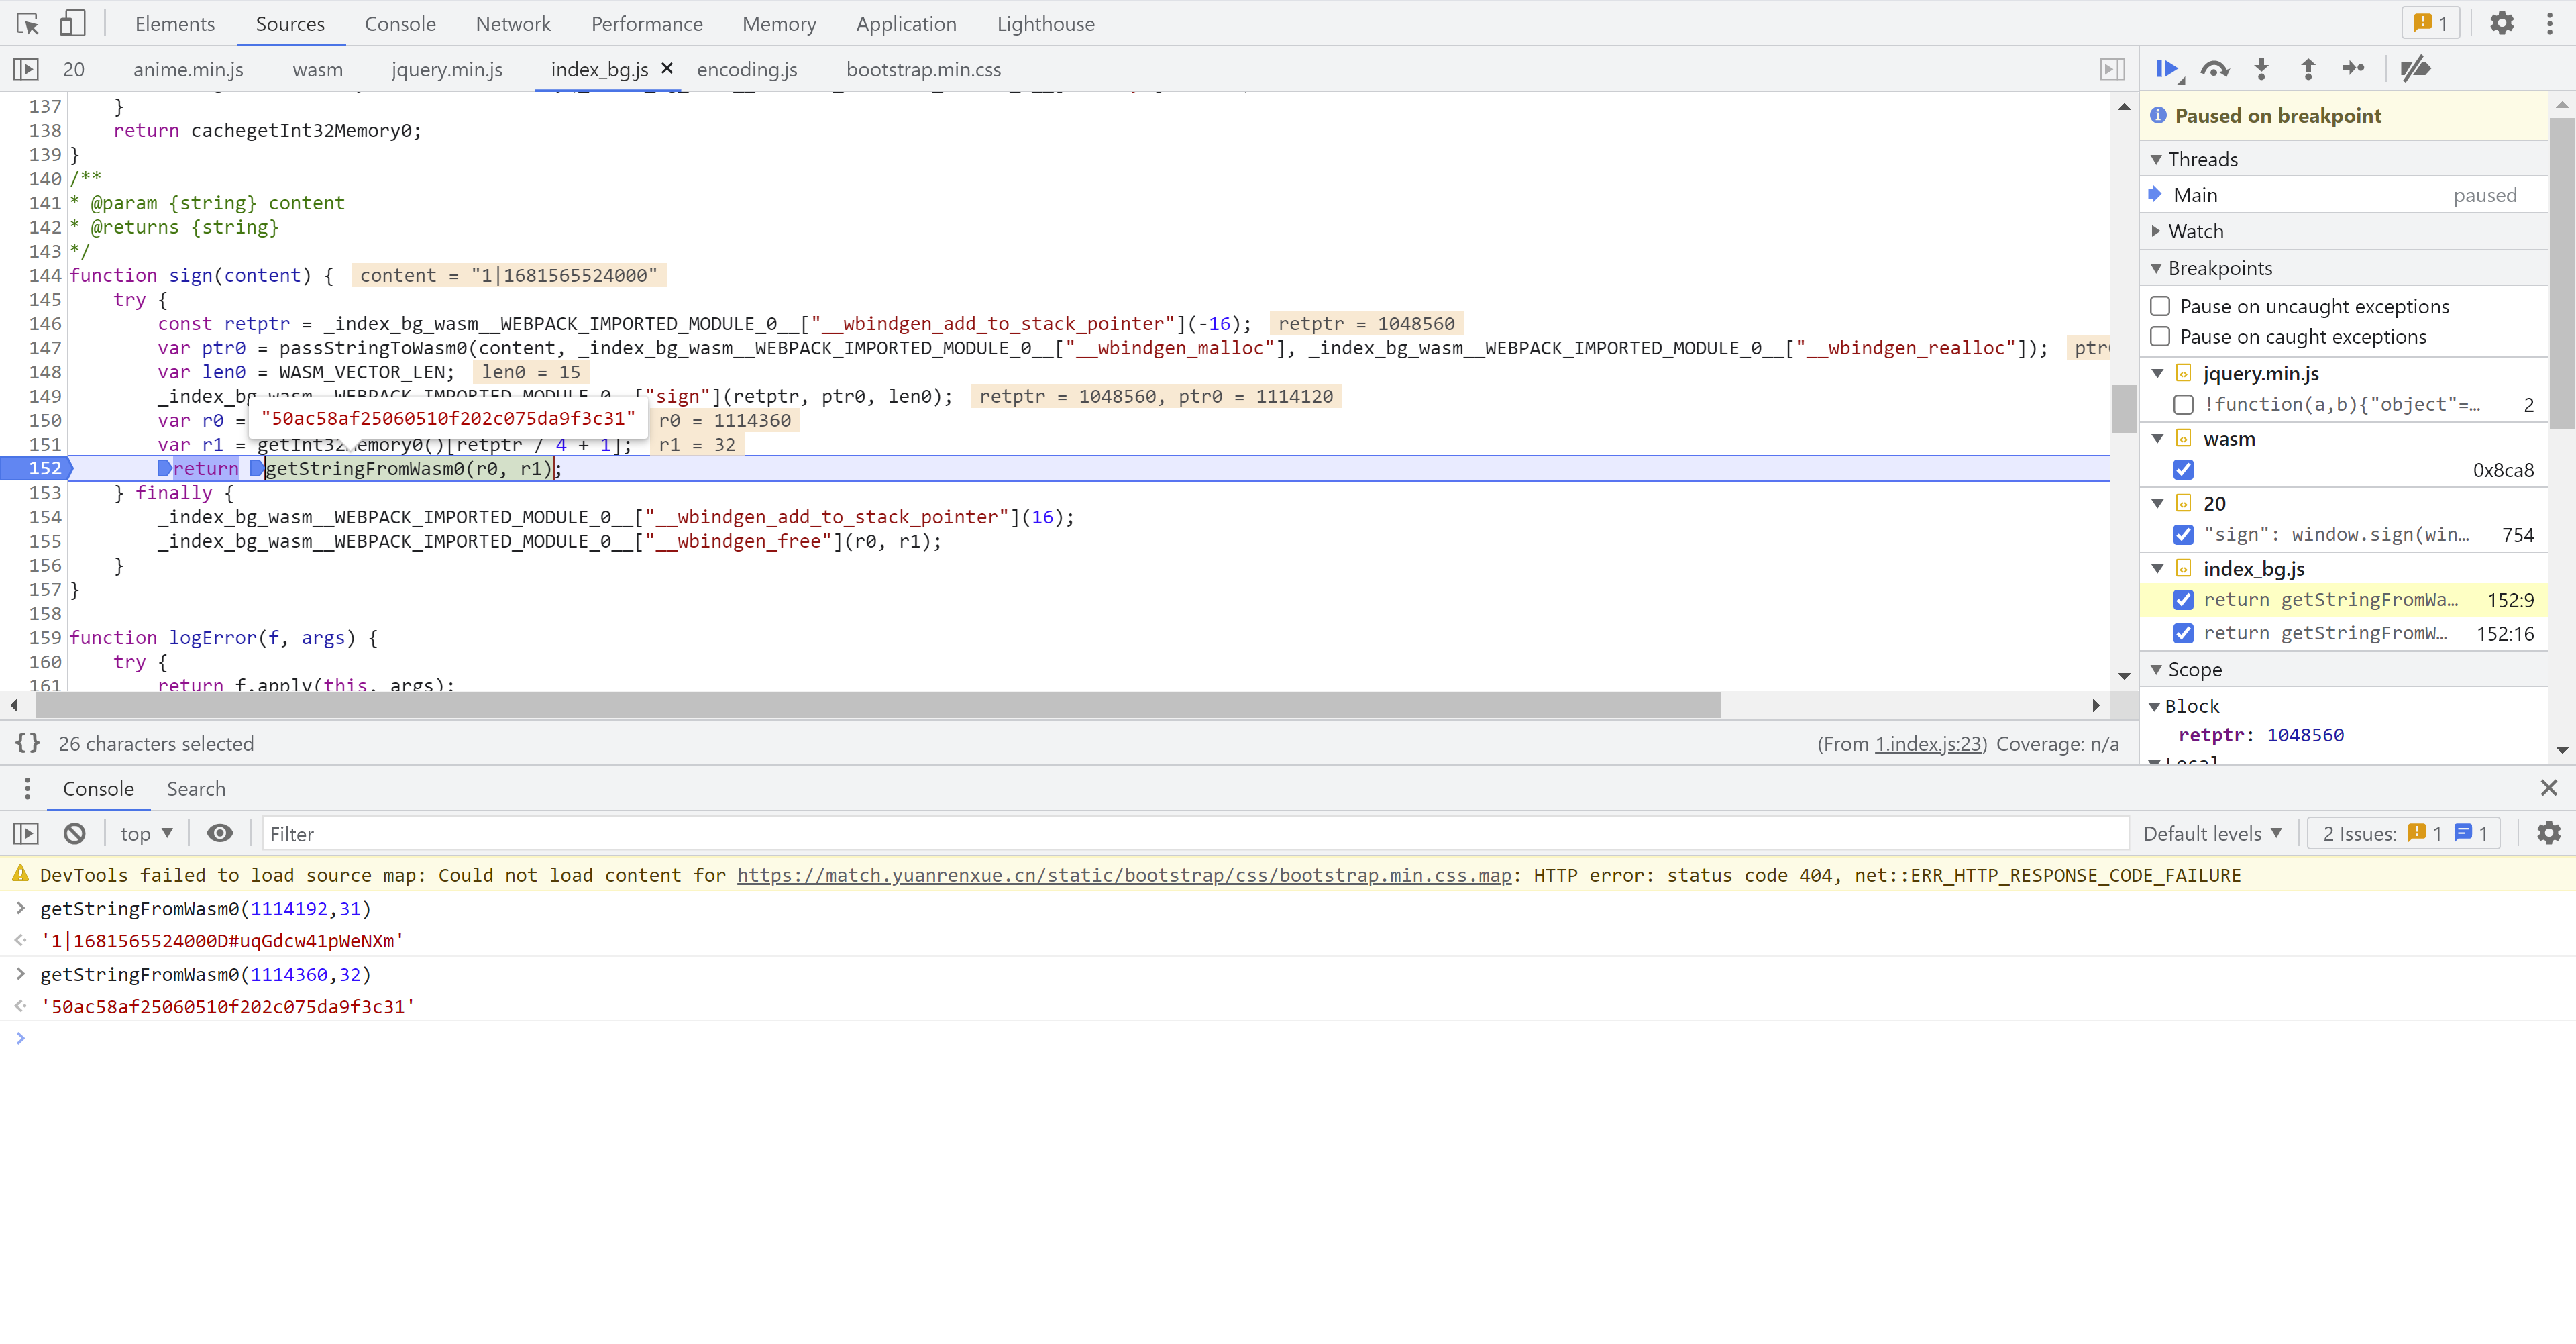 Elements Sources Console Network Performance Memory Application Lighthouse 1
20 anime.min.js wasm jquery.min.js index_bg.js × encoding.js bootstrap.min.css
137 }
138 return cachegetInt32Memory0;
139 }
140 /**
141 * @param {string} content
142 * @returns {string}
143 */
144 function sign(content) { content = "1|1681565524000"
145 try {
146 const retptr = _index_bg_wasm__WEBPACK_IMPORTED_MODULE_0__["__wbindgen_add_to_stack_pointer"](-16); retptr = 1048560
147 var ptr0 = passStringToWasm0(content, _index_bg_wasm__WEBPACK_IMPORTED_MODULE_0__["__wbindgen_malloc"], _index_bg_wasm__WEBPACK_IMPORTED_MODULE_0__["__wbindgen_realloc"]); ptr
148 var len0 = WASM_VECTOR_LEN; len0 = 15
149 _index_bg_wasm__WEBPACK_IMPORTED_MODULE_0__["sign"](retptr, ptr0, len0); retptr = 1048560, ptr0 = 1114120
"50ac58af25060510f202c075da9f3c31"
150 var r0 = r0 = 1114360
151 var r1 = getInt32Memory0()[retptr / 4 + 1]; r1 = 32
152 return getStringFromWasm0(r0, r1);
153 } finally {
154 _index_bg_wasm__WEBPACK_IMPORTED_MODULE_0__["__wbindgen_add_to_stack_pointer"](16);
155 _index_bg_wasm__WEBPACK_IMPORTED_MODULE_0__["__wbindgen_free"](r0, r1);
156 }
157 }
158
159 function logError(f, args) {
160 try {
161 return f.apply(this, args);
{} 26 characters selected (From 1.index.js:23) Coverage: n/a
Paused on breakpoint
Threads
Main paused
Watch
Breakpoints
Pause on uncaught exceptions
Pause on caught exceptions
jquery.min.js
!function(a,b){"object"=… 2
wasm
0x8ca8
20
"sign": window.sign(win… 754
index_bg.js
return getStringFromWa… 152:9
return getStringFromW… 152:16
Scope
Block
retptr: 1048560
Local
Console Search
top ▼ Filter Default levels ▼ 2 Issues: 1 1
DevTools failed to load source map: Could not load content for https://match.yuanrenxue.cn/static/bootstrap/css/bootstrap.min.css.map: HTTP error: status code 404, net::ERR_HTTP_RESPONSE_CODE_FAILURE
> getStringFromWasm0(1114192,31)
'1|1681565524000D#uqGdcw41pWeNXm'
> getStringFromWasm0(1114360,32)
'50ac58af25060510f202c075da9f3c31'
>